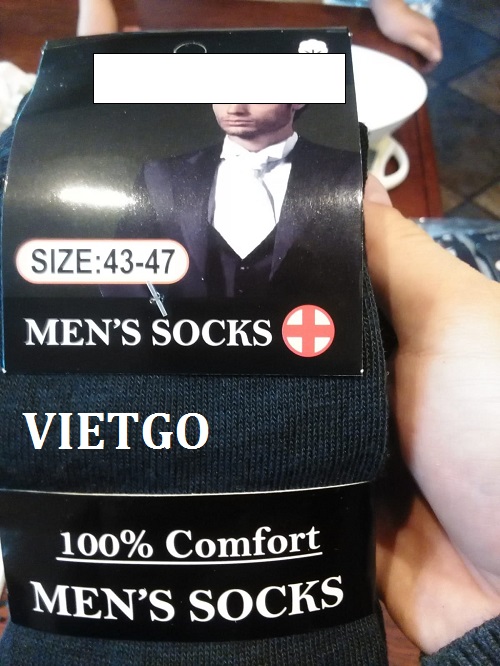 SIZE:43-47
MEN'S SOCKS
VIETGO
100% Comfort
MEN'S SOCKS